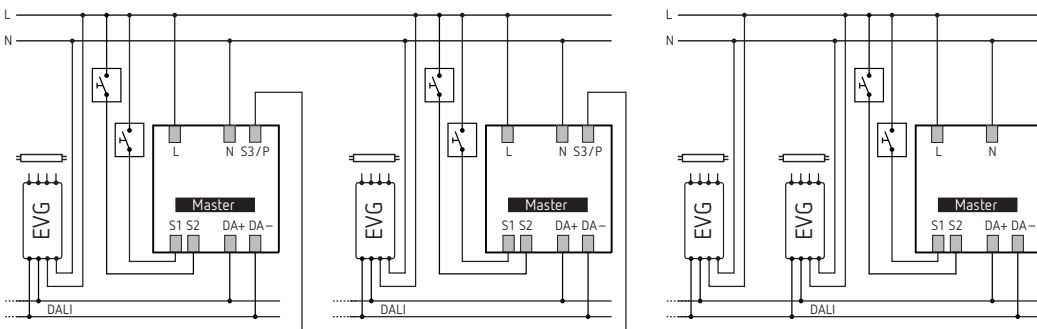 L L
N N
L N S3/P L N S3/P L N
Master Master Master
EVG EVG EVG EVG
S1 S2 DA+ DA− S1 S2 DA+ DA− S1 S2 DA+ DA−
DALI DALI DALI